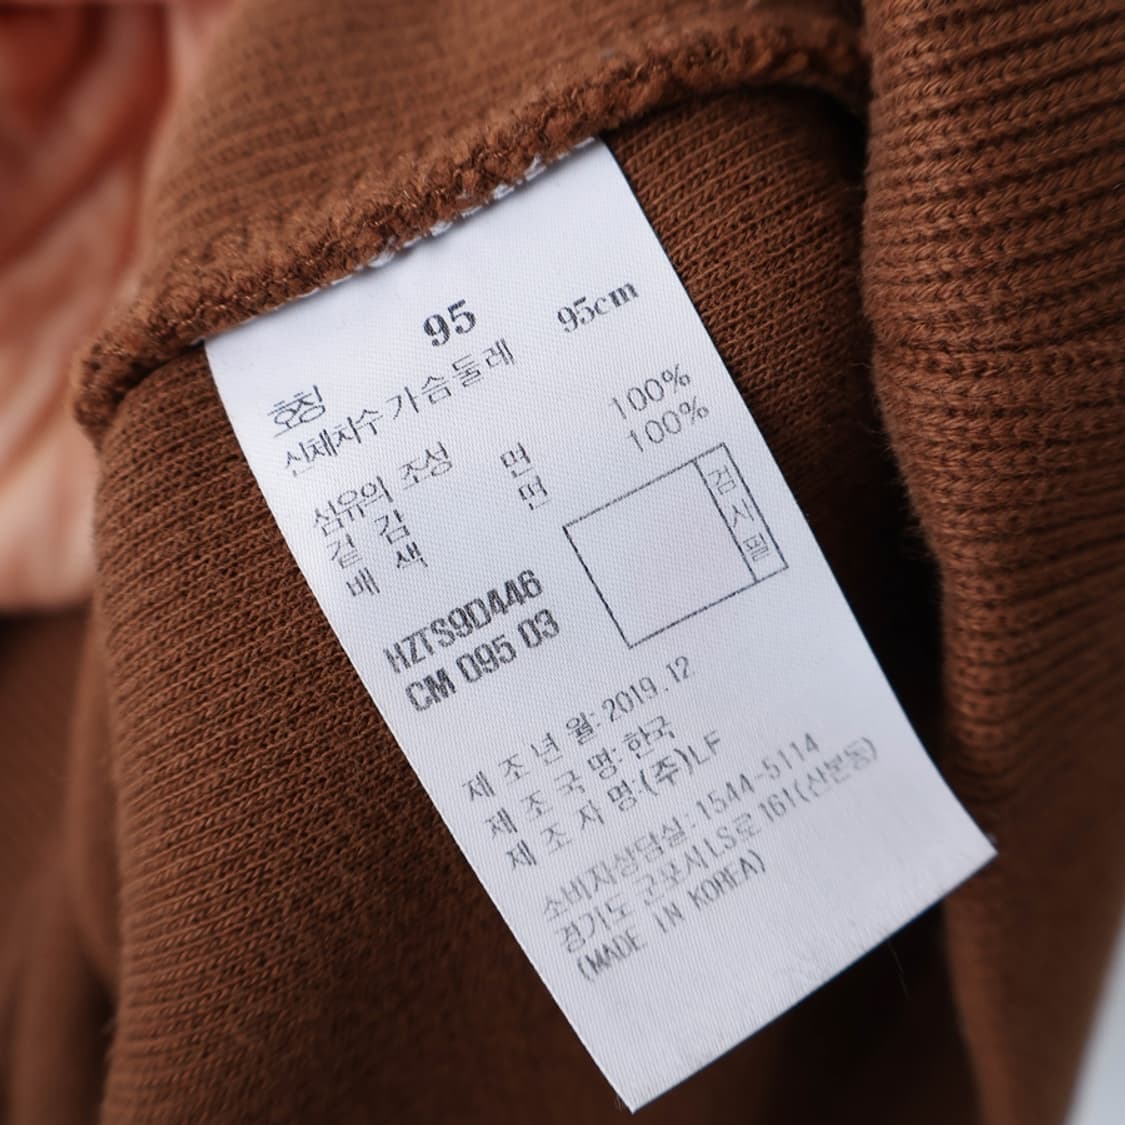 호칭 95
신체치수 가슴둘레 95cm
섬유의 조성
겉 감 면 100%
배 색 면 100%
검사필
HZTS9D446
CM 095 03
제 조 년 월: 2019.12
제 조 국 명: 한국
제 조 자 명:(주)LF
소비자상담실: 1544-5114
경기도 군포시 LS로 161(산본동)
(MADE IN KOREA)